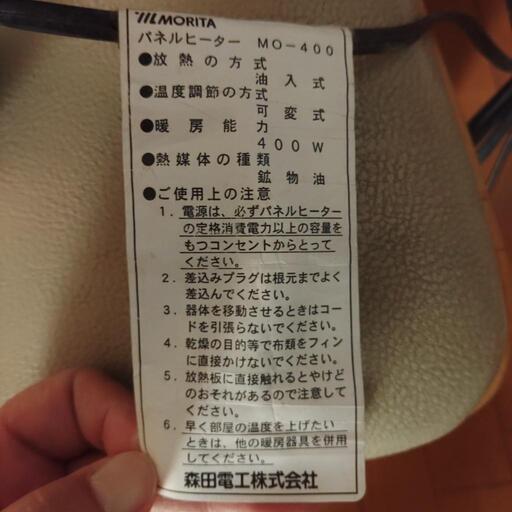 MORITA
パネルヒーター MO-400
●放熱の方式
油入式
●温度調節の方式
可変式
●暖房能力
400W
●熱媒体の種類
鉱物油
●ご使用上の注意
1. 電源は、必ずパネルヒーター
の定格消費電力以上の容量を
もつコンセントからとって
ください。
2. 差込みプラグは根元までよく
差込んでください。
3. 器体を移動させるときはコー
ドを引張らないでください。
4. 乾燥の目的等で布類をフィン
に直接かけないでください。
5. 放熱板に直接触れるとやけど
のおそれがあるので注意して
ください。
6. 早く部屋の温度を上げたい
ときは、他の暖房器具を併用
してください。
森田電工株式会社